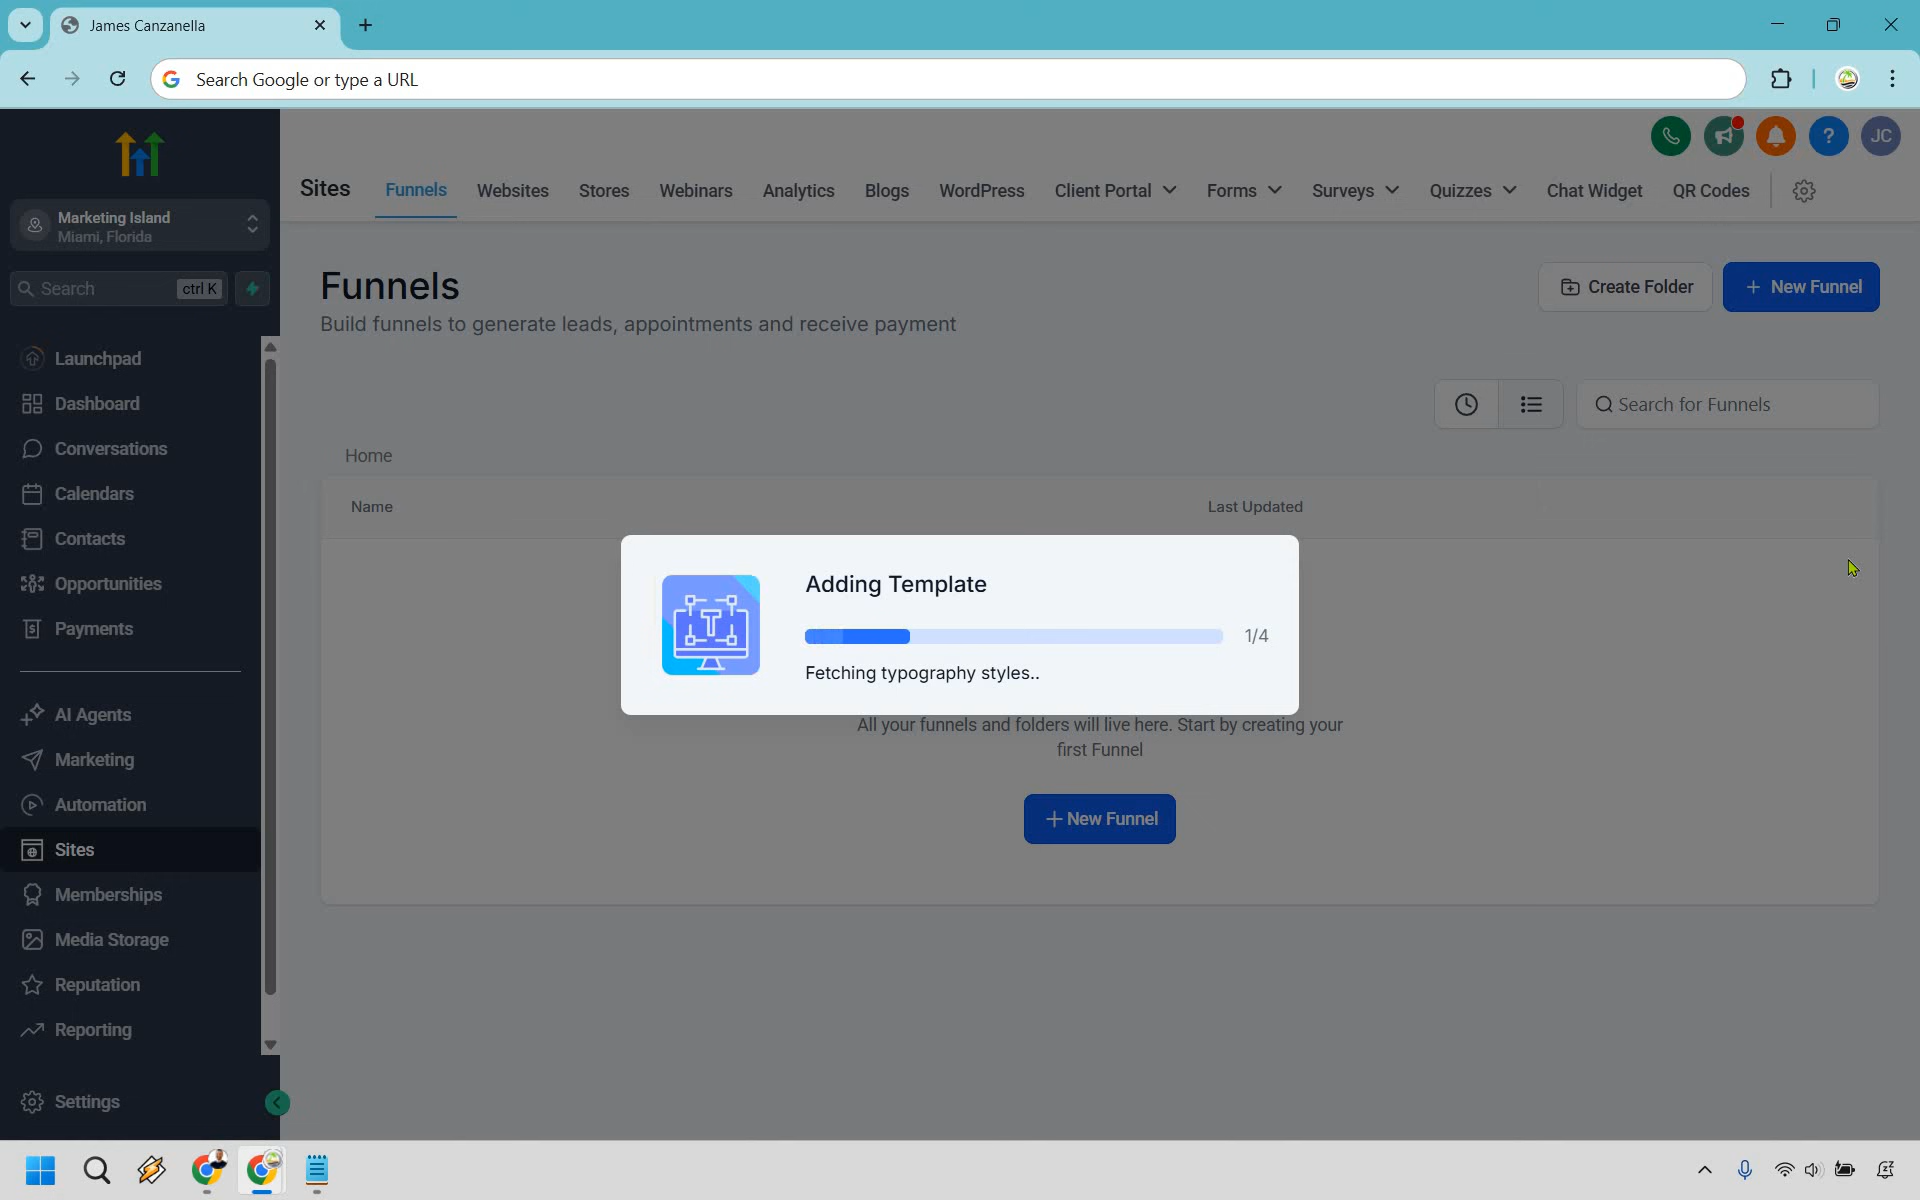 James Canzanella
Search Google or type a URL
JC
Sites
Funnels
Websites
Stores
Webinars
Analytics
Blogs
WordPress
Client Portal
Forms
Surveys
Quizzes
Chat Widget
QR Codes
Marketing Island
Miami, Florida
Search
ctrl K
Launchpad
Dashboard
Conversations
Calendars
Contacts
Opportunities
Payments
AI Agents
Marketing
Automation
Sites
Memberships
Media Storage
Reputation
Reporting
Settings
Funnels
Build funnels to generate leads, appointments and receive payment
Create Folder
+ New Funnel
Search for Funnels
Home
Name
Last Updated
Adding Template
1/4
Fetching typography styles..
All your funnels and folders will live here. Start by creating your
first Funnel
+ New Funnel